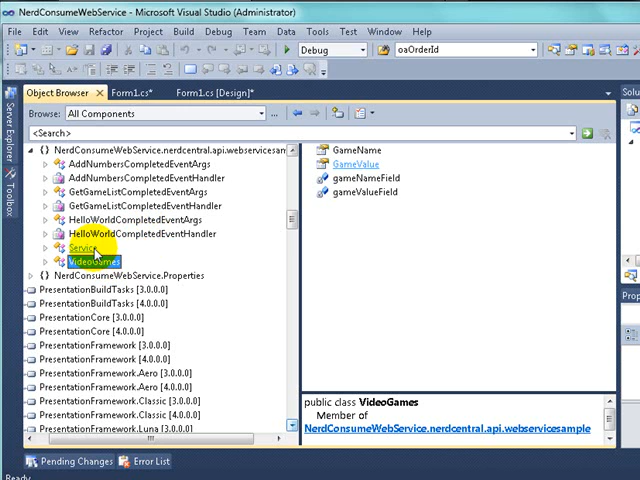 NerdConsumeWebService - Microsoft Visual Studio (Administrator)
File Edit View Refactor Project Build Debug Team Data Tools Test Window Help
Debug oaOrderId
Object Browser Form1.cs* Form1.cs [Design]*
Solu
Browse: All Components ...
<Search>
Server Explorer
Toolbox
NerdConsumeWebService.nerdcentral.api.webservicesam
AddNumbersCompletedEventArgs
AddNumbersCompletedEventHandler
GetGameListCompletedEventArgs
GetGameListCompletedEventHandler
HelloWorldCompletedEventArgs
HelloWorldCompletedEventHandler
Service
VideoGames
NerdConsumeWebService.Properties
PresentationBuildTasks [3.0.0.0]
PresentationBuildTasks [4.0.0.0]
PresentationCore [3.0.0.0]
PresentationCore [4.0.0.0]
PresentationFramework [3.0.0.0]
PresentationFramework [4.0.0.0]
PresentationFramework.Aero [3.0.0.0]
PresentationFramework.Aero [4.0.0.0]
PresentationFramework.Classic [3.0.0.0]
PresentationFramework.Classic [4.0.0.0]
PresentationFramework.Luna [3.0.0.0]
GameName
GameValue
gameNameField
gameValueField
public class VideoGames
Member of
NerdConsumeWebService.nerdcentral.api.webservicesample
Prop
Pending Changes Error List
Ready